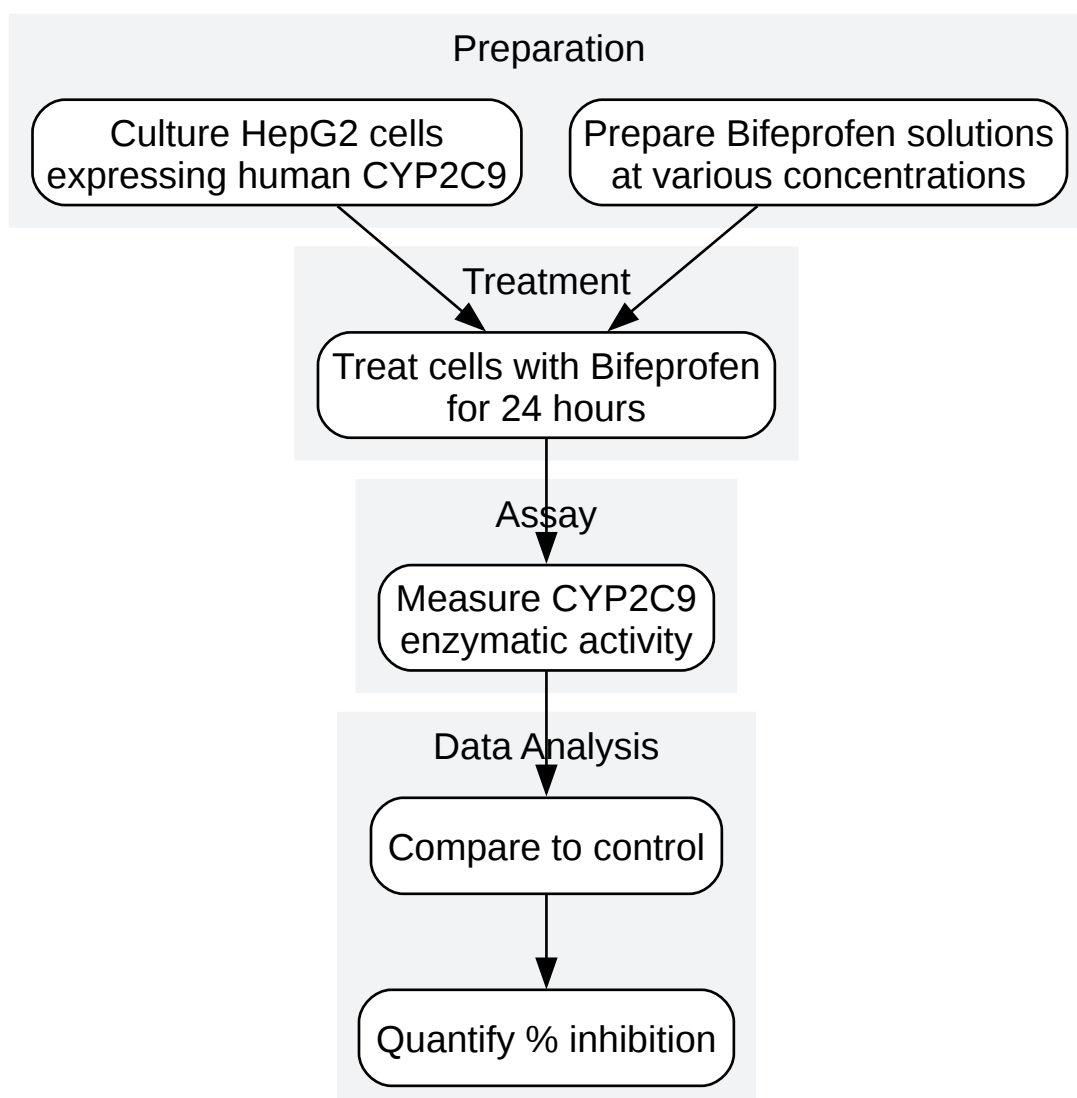 Preparation
Culture HepG2 cells
expressing human CYP2C9
Prepare Bifeprofen solutions
at various concentrations
Treatment
Treat cells with Bifeprofen
for 24 hours
Assay
Measure CYP2C9
enzymatic activity
Data Analysis
Compare to control
Quantify % inhibition